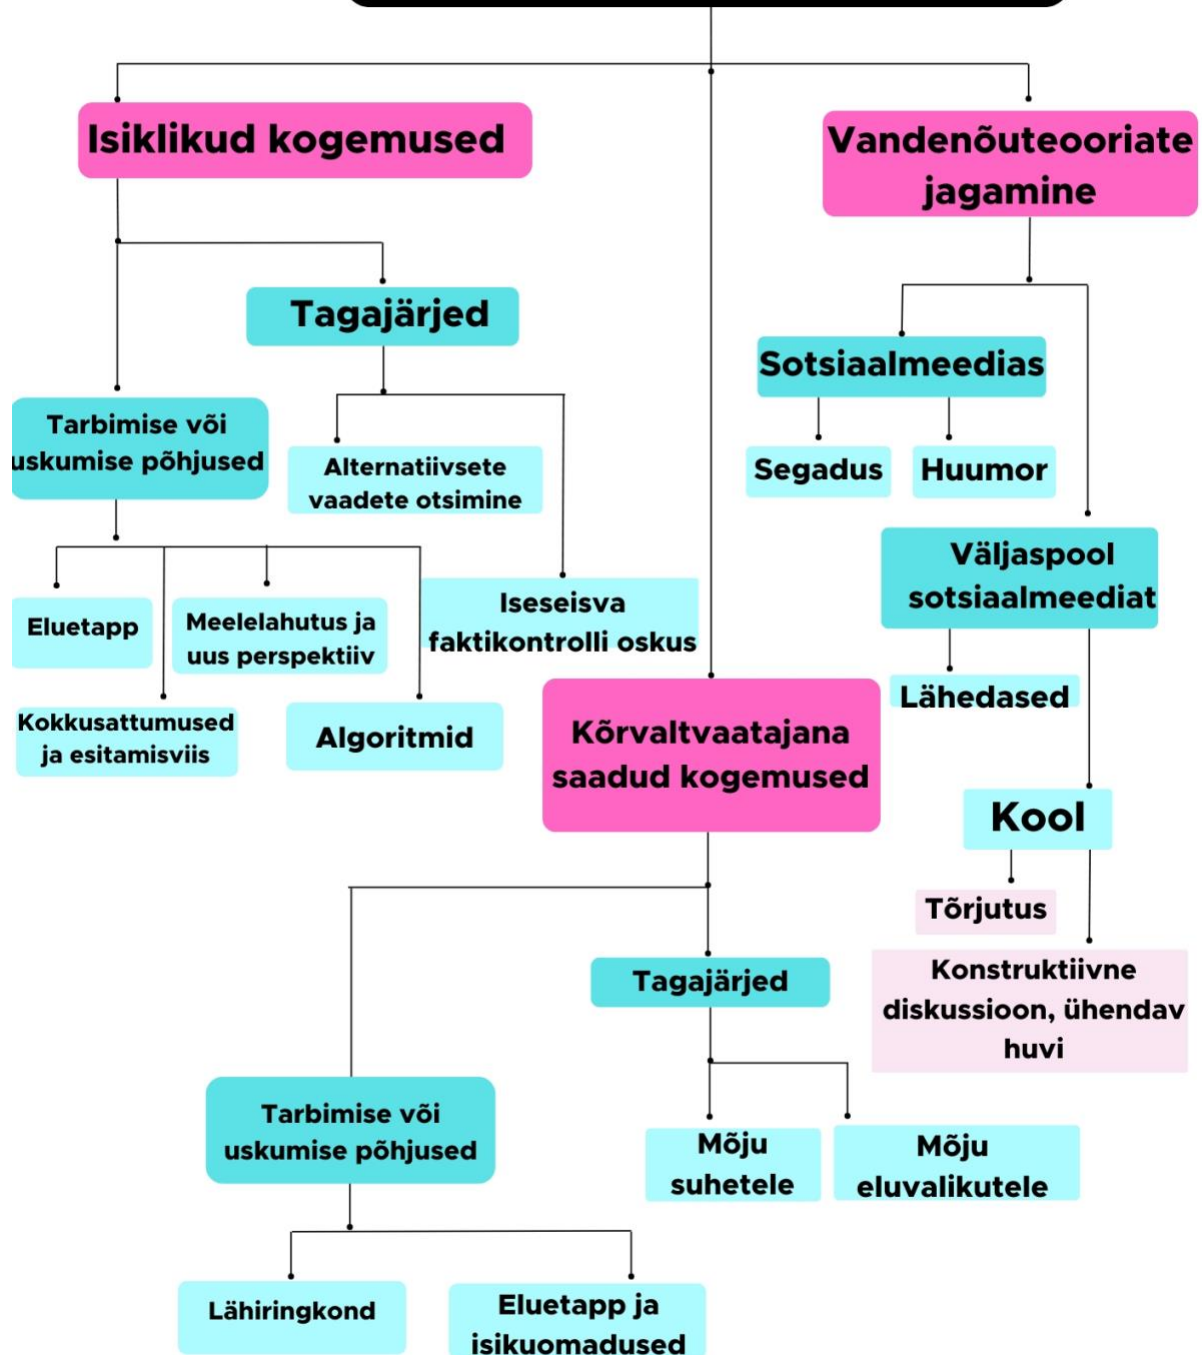 Isiklikud kogemused
Vandenõuteooriate
jagamine
Tagajärjed
Sotsiaalmeedias
Tarbimise või
uskumise põhjused
Alternatiivsete
vaadete otsimine
Segadus
Huumor
Väljaspool
sotsiaalmeediat
Eluetapp
Meelelahutus ja
uus perspektiiv
Iseseisva
faktikontrolli oskus
Lähedased
Kokkusattumused
ja esitamisviis
Algoritmid
Kõrvaltvaatajana
saadud kogemused
Kool
Tõrjutus
Konstruktiivne
diskussioon, ühendav
huvi
Tagajärjed
Tarbimise või
uskumise põhjused
Mõju
suhetele
Mõju
eluvalikutele
Lähiringkond
Eluetapp ja
isikuomadused